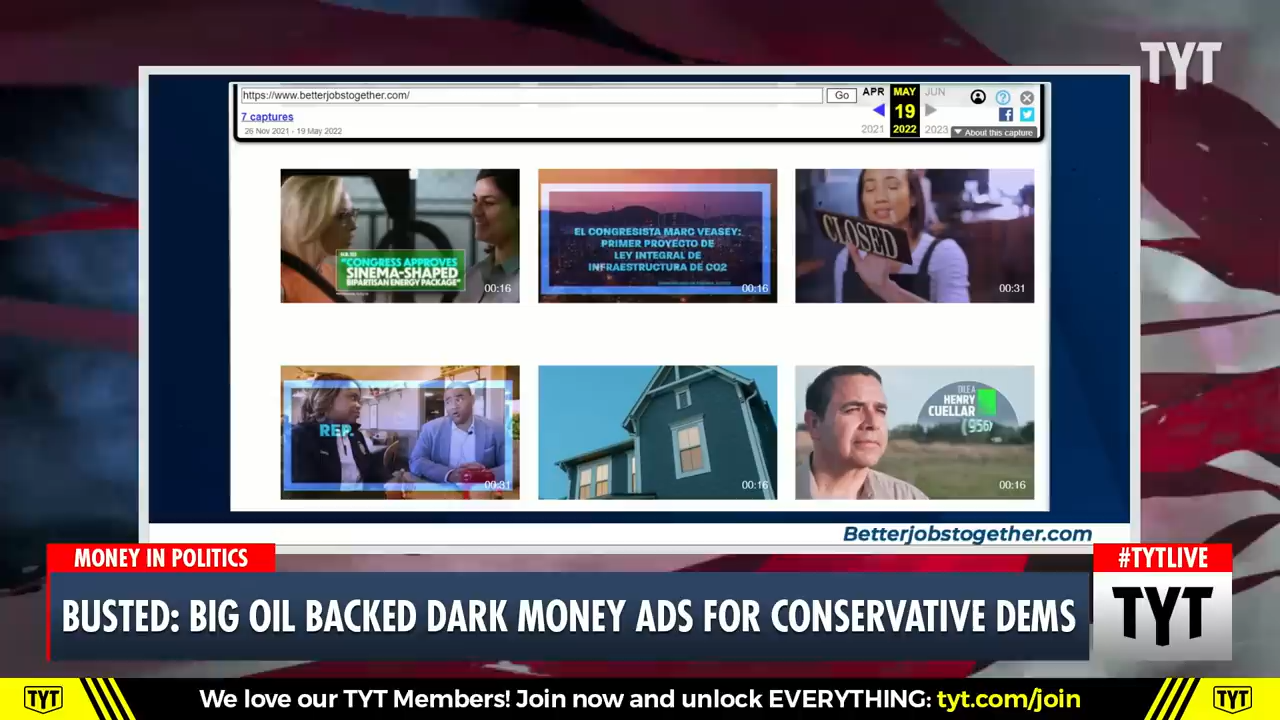 TYT
https://www.betterjobstogether.com/
Go
APR MAY JUN
7 captures
19
26 Nov 2021 - 19 May 2022
2021 2022 2023
About this capture
"CONGRESS APPROVES
SINEMA-SHAPED
BIPARTISAN ENERGY PACKAGE"
00:16
EL CONGRESISTA MARC VEASEY:
PRIMER PROYECTO DE
LEY INTEGRAL DE
INFRAESTRUCTURA DE CO2
00:16
CLOSED
00:31
REP.
00:31
00:16
DILE A
HENRY
CUELLAR
(956)
00:16
Betterjobstogether.com
MONEY IN POLITICS
#TYTLIVE
BUSTED: BIG OIL BACKED DARK MONEY ADS FOR CONSERVATIVE DEMS
TYT
TYT
We love our TYT Members! Join now and unlock EVERYTHING: tyt.com/join
TYT